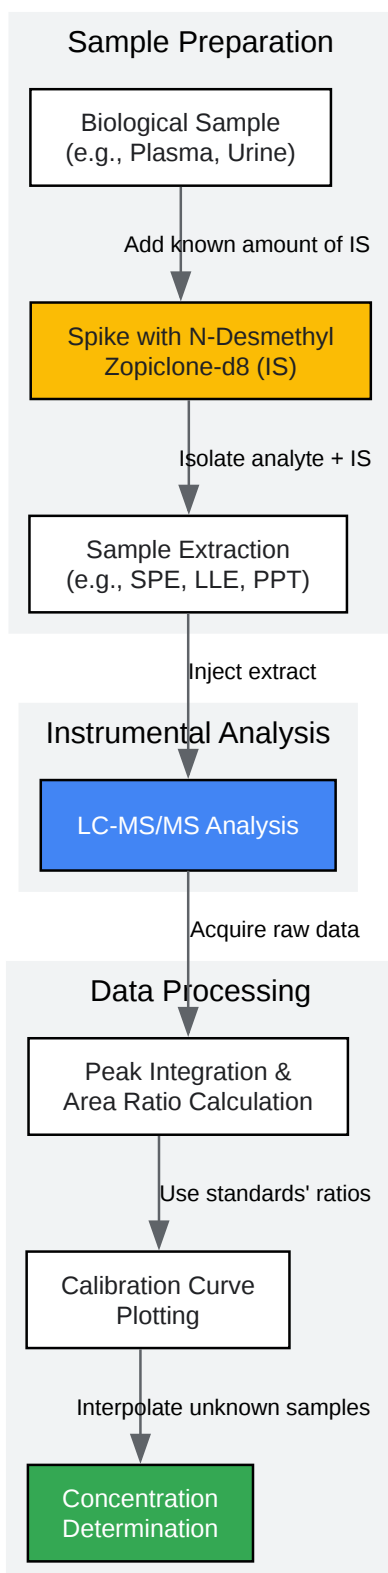 Sample Preparation
Biological Sample
(e.g., Plasma, Urine)
Add known amount of IS
Spike with N-Desmethyl
Zopiclone-d8 (IS)
Isolate analyte + IS
Sample Extraction
(e.g., SPE, LLE, PPT)
Inject extract
Instrumental Analysis
LC-MS/MS Analysis
Acquire raw data
Data Processing
Peak Integration &
Area Ratio Calculation
Use standards' ratios
Calibration Curve
Plotting
Interpolate unknown samples
Concentration
Determination